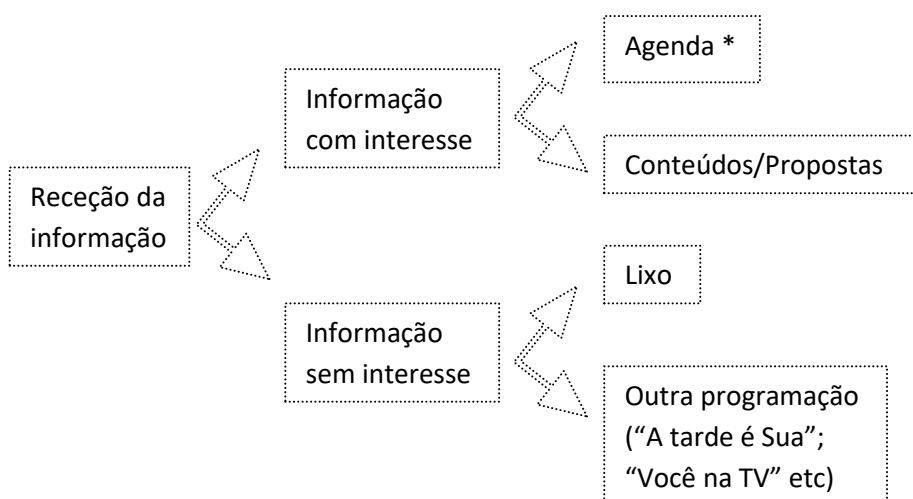 Agenda *
Informação
com interesse
Conteúdos/Propostas
Receção da
informação
Lixo
Informação
sem interesse
Outra programação
(“A tarde é Sua”;
“Você na TV” etc)